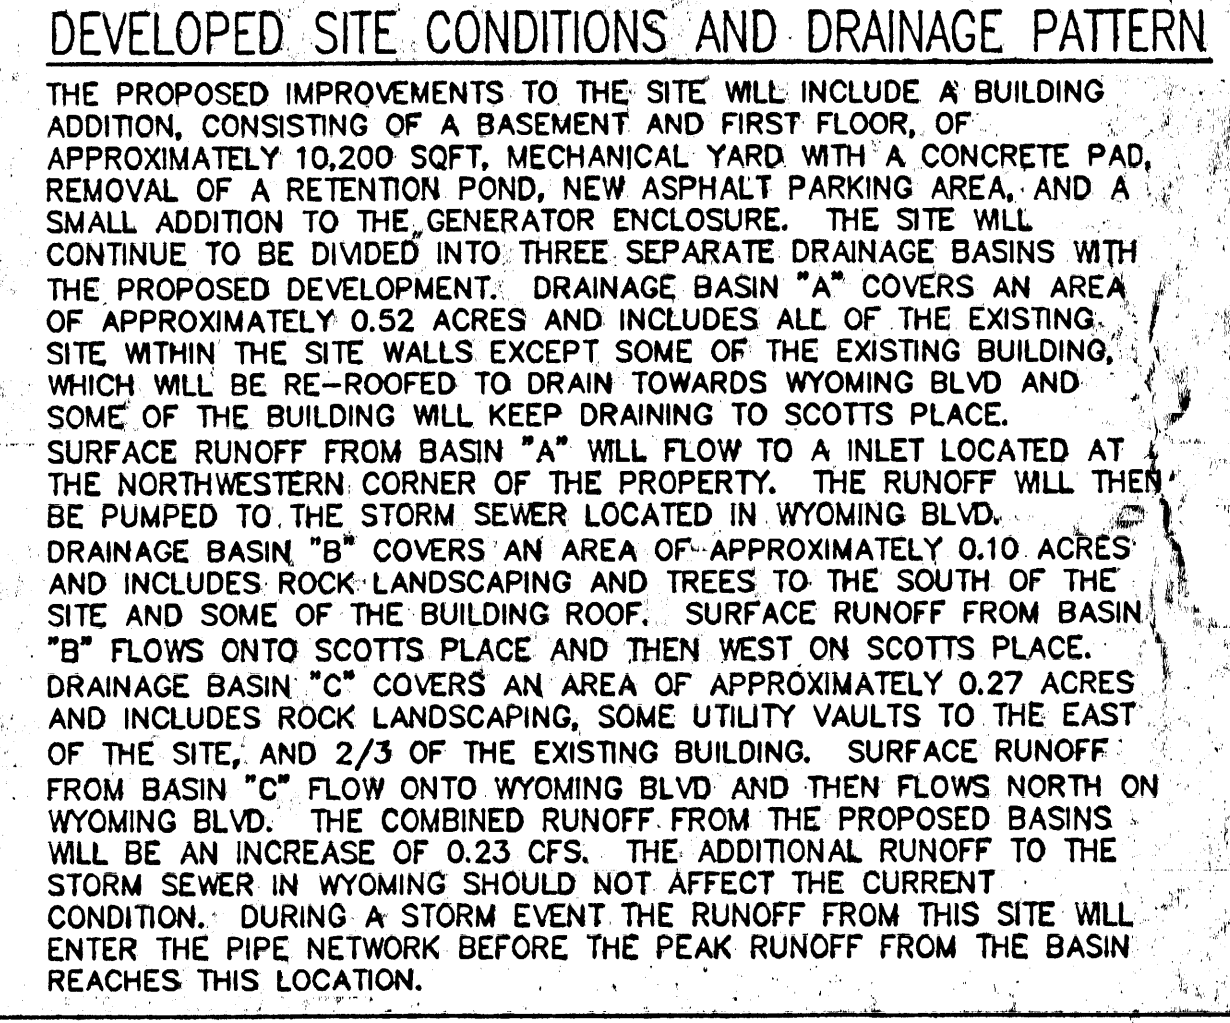 DEVELOPED SITE CONDITIONS AND DRAINAGE PATTERN
THE PROPOSED IMPROVEMENTS TO THE SITE WILL INCLUDE A BUILDING
ADDITION, CONSISTING OF A BASEMENT AND FIRST FLOOR, OF
APPROXIMATELY 10,200 SQFT, MECHANICAL YARD WITH A CONCRETE PAD,
REMOVAL OF A RETENTION POND, NEW ASPHALT PARKING AREA, AND A
SMALL ADDITION TO THE GENERATOR ENCLOSURE. THE SITE WILL
CONTINUE TO BE DIVIDED INTO THREE SEPARATE DRAINAGE BASINS WITH
THE PROPOSED DEVELOPMENT. DRAINAGE BASIN "A" COVERS AN AREA
OF APPROXIMATELY 0.52 ACRES AND INCLUDES ALL OF THE EXISTING
SITE WITHIN THE SITE WALLS EXCEPT SOME OF THE EXISTING BUILDING,
WHICH WILL BE RE-ROOFED TO DRAIN TOWARDS WYOMING BLVD AND
SOME OF THE BUILDING WILL KEEP DRAINING TO SCOTTS PLACE.
SURFACE RUNOFF FROM BASIN "A" WILL FLOW TO A INLET LOCATED AT
THE NORTHWESTERN CORNER OF THE PROPERTY. THE RUNOFF WILL THEN
BE PUMPED TO THE STORM SEWER LOCATED IN WYOMING BLVD.
DRAINAGE BASIN "B" COVERS AN AREA OF APPROXIMATELY 0.10 ACRES
AND INCLUDES ROCK LANDSCAPING AND TREES TO THE SOUTH OF THE
SITE AND SOME OF THE BUILDING ROOF. SURFACE RUNOFF FROM BASIN
"B" FLOWS ONTO SCOTTS PLACE AND THEN WEST ON SCOTTS PLACE.
DRAINAGE BASIN "C" COVERS AN AREA OF APPROXIMATELY 0.27 ACRES
AND INCLUDES ROCK LANDSCAPING, SOME UTILITY VAULTS TO THE EAST
OF THE SITE, AND 2/3 OF THE EXISTING BUILDING. SURFACE RUNOFF
FROM BASIN "C" FLOW ONTO WYOMING BLVD AND THEN FLOWS NORTH ON
WYOMING BLVD. THE COMBINED RUNOFF FROM THE PROPOSED BASINS
WILL BE AN INCREASE OF 0.23 CFS. THE ADDITIONAL RUNOFF TO THE
STORM SEWER IN WYOMING SHOULD NOT AFFECT THE CURRENT
CONDITION. DURING A STORM EVENT THE RUNOFF FROM THIS SITE WILL
ENTER THE PIPE NETWORK BEFORE THE PEAK RUNOFF FROM THE BASIN
REACHES THIS LOCATION.